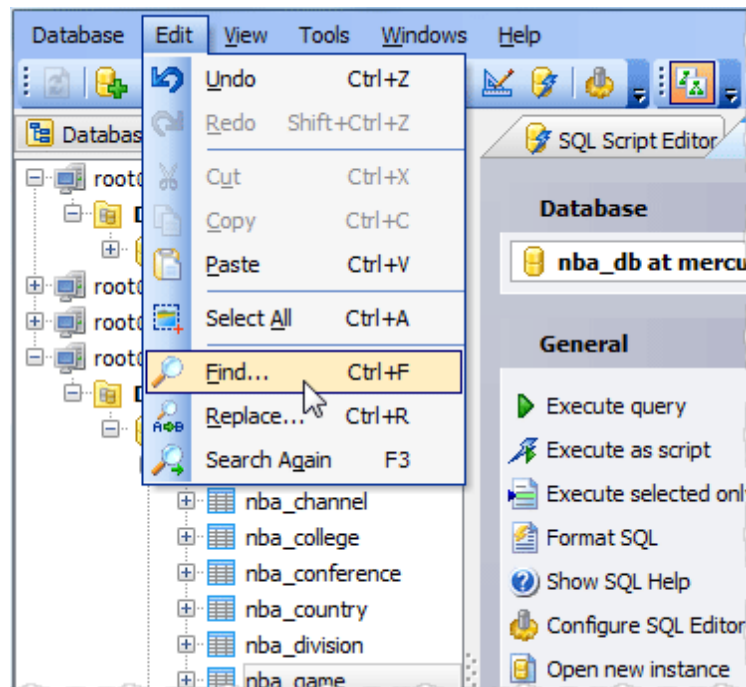 Database Edit View Tools Windows Help
Undo Ctrl+Z
Redo Shift+Ctrl+Z
Cut Ctrl+X
Copy Ctrl+C
Paste Ctrl+V
Select All Ctrl+A
Find... Ctrl+F
Replace... Ctrl+R
Search Again F3
Databas
root
root
root
root
nba_channel
nba_college
nba_conference
nba_country
nba_division
nba_game
SQL Script Editor
Database
nba_db at mercu
General
Execute query
Execute as script
Execute selected onl
Format SQL
Show SQL Help
Configure SQL Editor
Open new instance